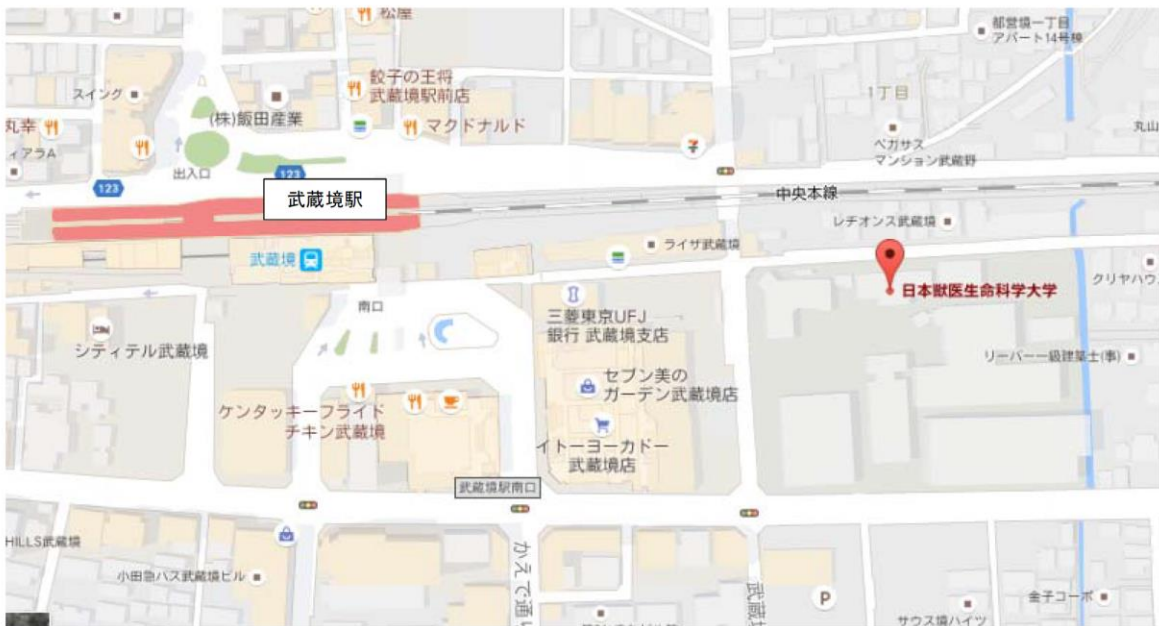 松屋
都営境一丁目
アパート14号棟
餃子の王将
武蔵境駅前店
スイング
1丁目
(株)飯田産業
マクドナルド
丸幸
ィアラA
丸山
ペガサス
マンション武蔵野
出入口
123
123
武蔵境駅
中央本線
レチオンス武蔵境
ライザ武蔵境
武蔵境
クリヤハウ
日本獣医生命科学大学
南口
三菱東京UFJ
銀行 武蔵境支店
シティテル武蔵境
リーバー一級建築士(事)
セブン美の
ガーデン武蔵境店
ケンタッキーフライド
チキン武蔵境
イトーヨーカドー
武蔵境店
武蔵境駅南口
HILLS武蔵境
かえで通り
小田急バス武蔵境ビル
武蔵境
P
金子コーポ
サウス境ハイツ